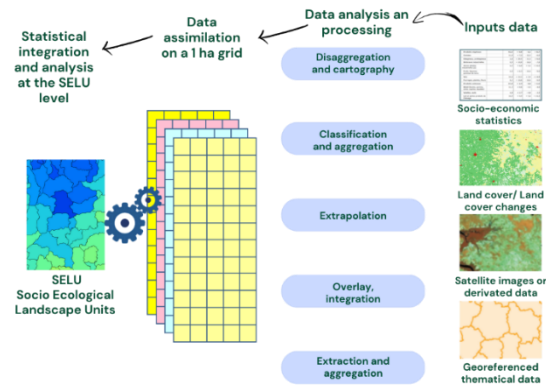 Statistical
integration
and analysis
at the SELU
level
Data
assimilation
on a 1 ha grid
Data analysis an
processing
Inputs data
Disaggregation
and cartography
Classification
and aggregation
Extrapolation
Overlay,
integration
Extraction and
aggregation
Socio-economic
statistics
Land cover/ Land
cover changes
Satellite images or
derivated data
Georeferenced
thematical data
SELU
Socio Ecological
Landscape Units